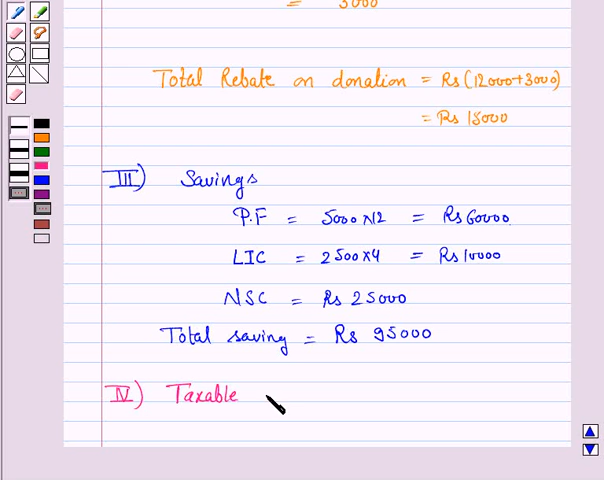 = 3000
Total Rebate on donation = Rs (12000+3000)
= Rs 15000
III) Savings
P.F = 5000×12 = Rs 60000.
LIC = 2500×4 = Rs 10000
NSC = Rs 25000
Total saving = Rs 95000
IV) Taxable